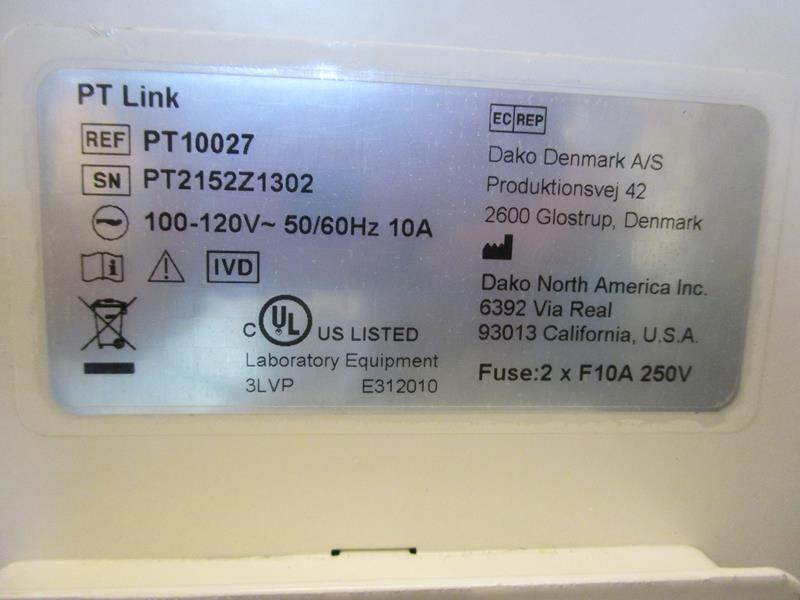 PT Link
REF PT10027
SN PT2152Z1302
100-120V~ 50/60Hz 10A
i ! IVD
C UL US LISTED
Laboratory Equipment
3LVP E312010
EC REP
Dako Denmark A/S
Produktionsvej 42
2600 Glostrup, Denmark
Dako North America Inc.
6392 Via Real
93013 California, U.S.A.
Fuse:2 x F10A 250V